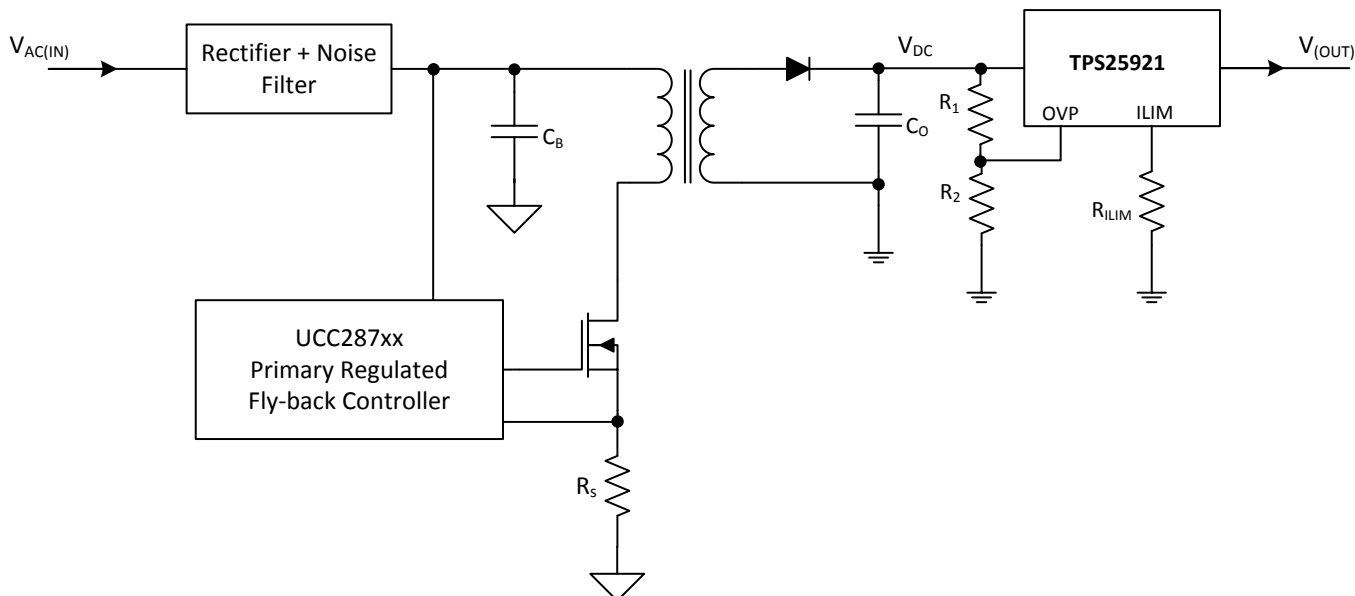 V_AC(IN)
Rectifier + Noise
Filter
C_B
V_DC
C_O
R_1
R_2
TPS25921
OVP
ILIM
R_ILIM
V_(OUT)
UCC287xx
Primary Regulated
Fly-back Controller
R_s